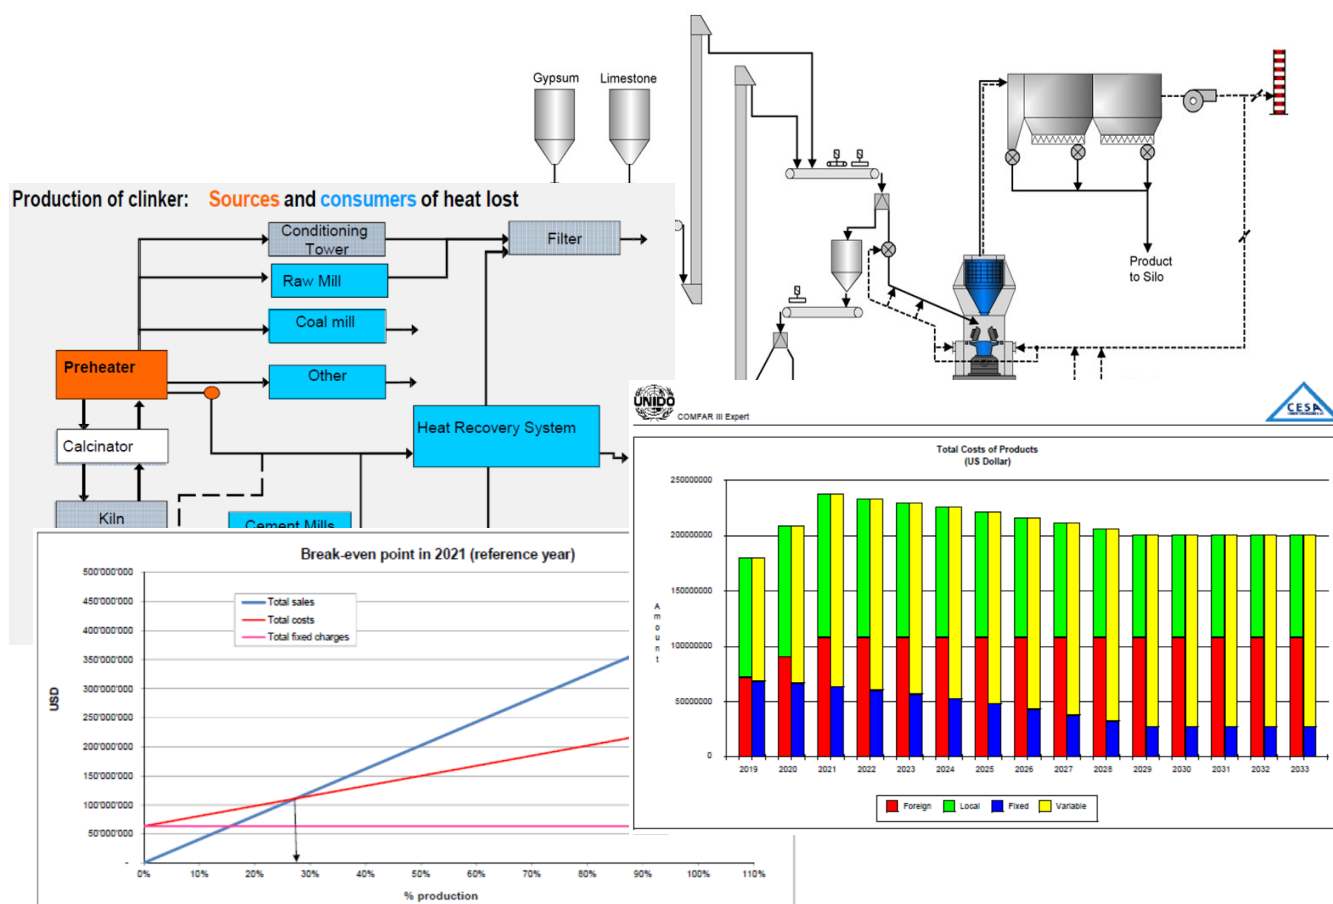 Gypsum
Limestone
Product
to Silo
Production of clinker: Sources and consumers of heat lost
Conditioning
Tower
Filter
Raw Mill
Coal mill
Preheater
Other
Calcinator
Heat Recovery System
Kiln
Cement Mills
UNIDO
COMFAR III Expert
CESA
Total Costs of Products
(US Dollar)
250000000
200000000
150000000
100000000
50000000
0
Amount
2019 2020 2021 2022 2023 2024 2025 2026 2027 2028 2029 2030 2031 2032 2033
Foreign Local Fixed Variable
Break-even point in 2021 (reference year)
500'000'000
450'000'000
400'000'000
350'000'000
300'000'000
250'000'000
200'000'000
150'000'000
100'000'000
50'000'000
-
USD
Total sales
Total costs
Total fixed charges
0% 10% 20% 30% 40% 50% 60% 70% 80% 90% 100% 110%
% production